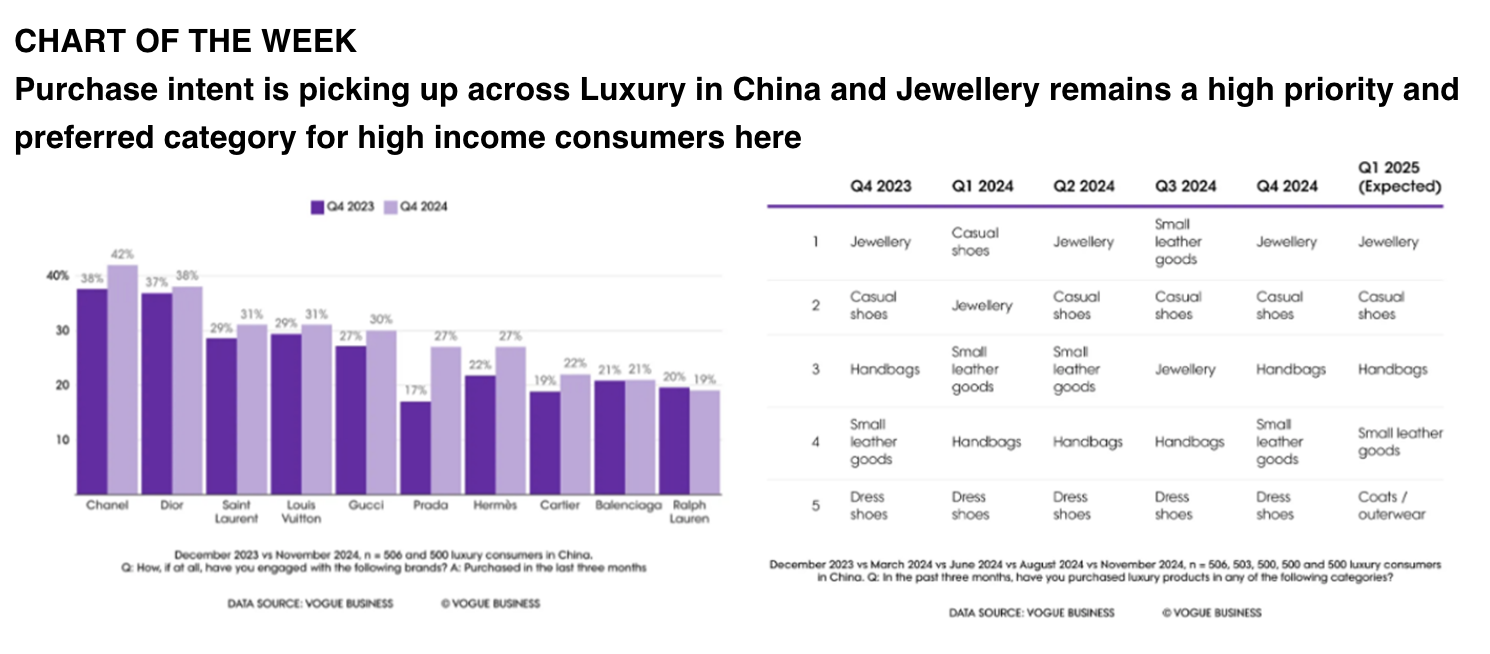 CHART OF THE WEEK
Purchase intent is picking up across Luxury in China and Jewellery remains a high priority and
preferred category for high income consumers here
Q4 2023 Q4 2024
40%
30
20
10
38% 42%
37% 38%
29% 31%
29% 31%
27% 30%
17% 27%
22% 27%
19% 22%
21% 21%
20% 19%
Chanel
Dior
Saint
Laurent
Louis
Vuitton
Gucci
Prada
Hermès
Cartier
Balenciaga
Ralph
Lauren
December 2023 vs November 2024, n = 506 and 500 luxury consumers in China.
Q: How, if at all, have you engaged with the following brands? A: Purchased in the last three months
DATA SOURCE: VOGUE BUSINESS © VOGUE BUSINESS
Q4 2023
Q1 2024
Q2 2024
Q3 2024
Q4 2024
Q1 2025
(Expected)
1
Jewellery
Casual
shoes
Jewellery
Small
leather
goods
Jewellery
Jewellery
2
Casual
shoes
Jewellery
Casual
shoes
Casual
shoes
Casual
shoes
Casual
shoes
3
Handbags
Small
leather
goods
Small
leather
goods
Jewellery
Handbags
Handbags
4
Small
leather
goods
Handbags
Handbags
Handbags
Small
leather
goods
Small leather
goods
5
Dress
shoes
Dress
shoes
Dress
shoes
Dress
shoes
Dress
shoes
Coats /
outerwear
December 2023 vs March 2024 vs June 2024 vs August 2024 vs November 2024, n = 506, 503, 500, 500 and 500 luxury consumers
in China. Q: In the past three months, have you purchased luxury products in any of the following categories?
DATA SOURCE: VOGUE BUSINESS © VOGUE BUSINESS